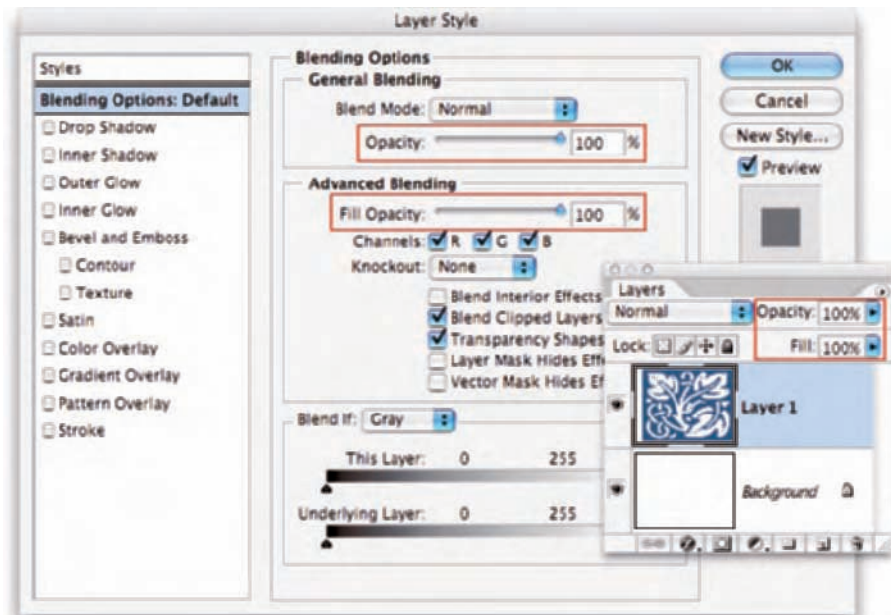 Layer Style
Styles
Blending Options: Default
Drop Shadow
Inner Shadow
Outer Glow
Inner Glow
Bevel and Emboss
Contour
Texture
Satin
Color Overlay
Gradient Overlay
Pattern Overlay
Stroke
Blending Options
General Blending
Blend Mode: Normal
Opacity: 100 %
Advanced Blending
Fill Opacity: 100 %
Channels: R G B
Knockout: None
Blend Interior Effects
Blend Clipped Layers
Transparency Shapes
Layer Mask Hides Effe
Vector Mask Hides Ef
Blend If: Gray
This Layer: 0 255
Underlying Layer: 0 255
OK
Cancel
New Style...
Preview
Layers
Normal Opacity: 100%
Lock: Fill: 100%
Layer 1
Background